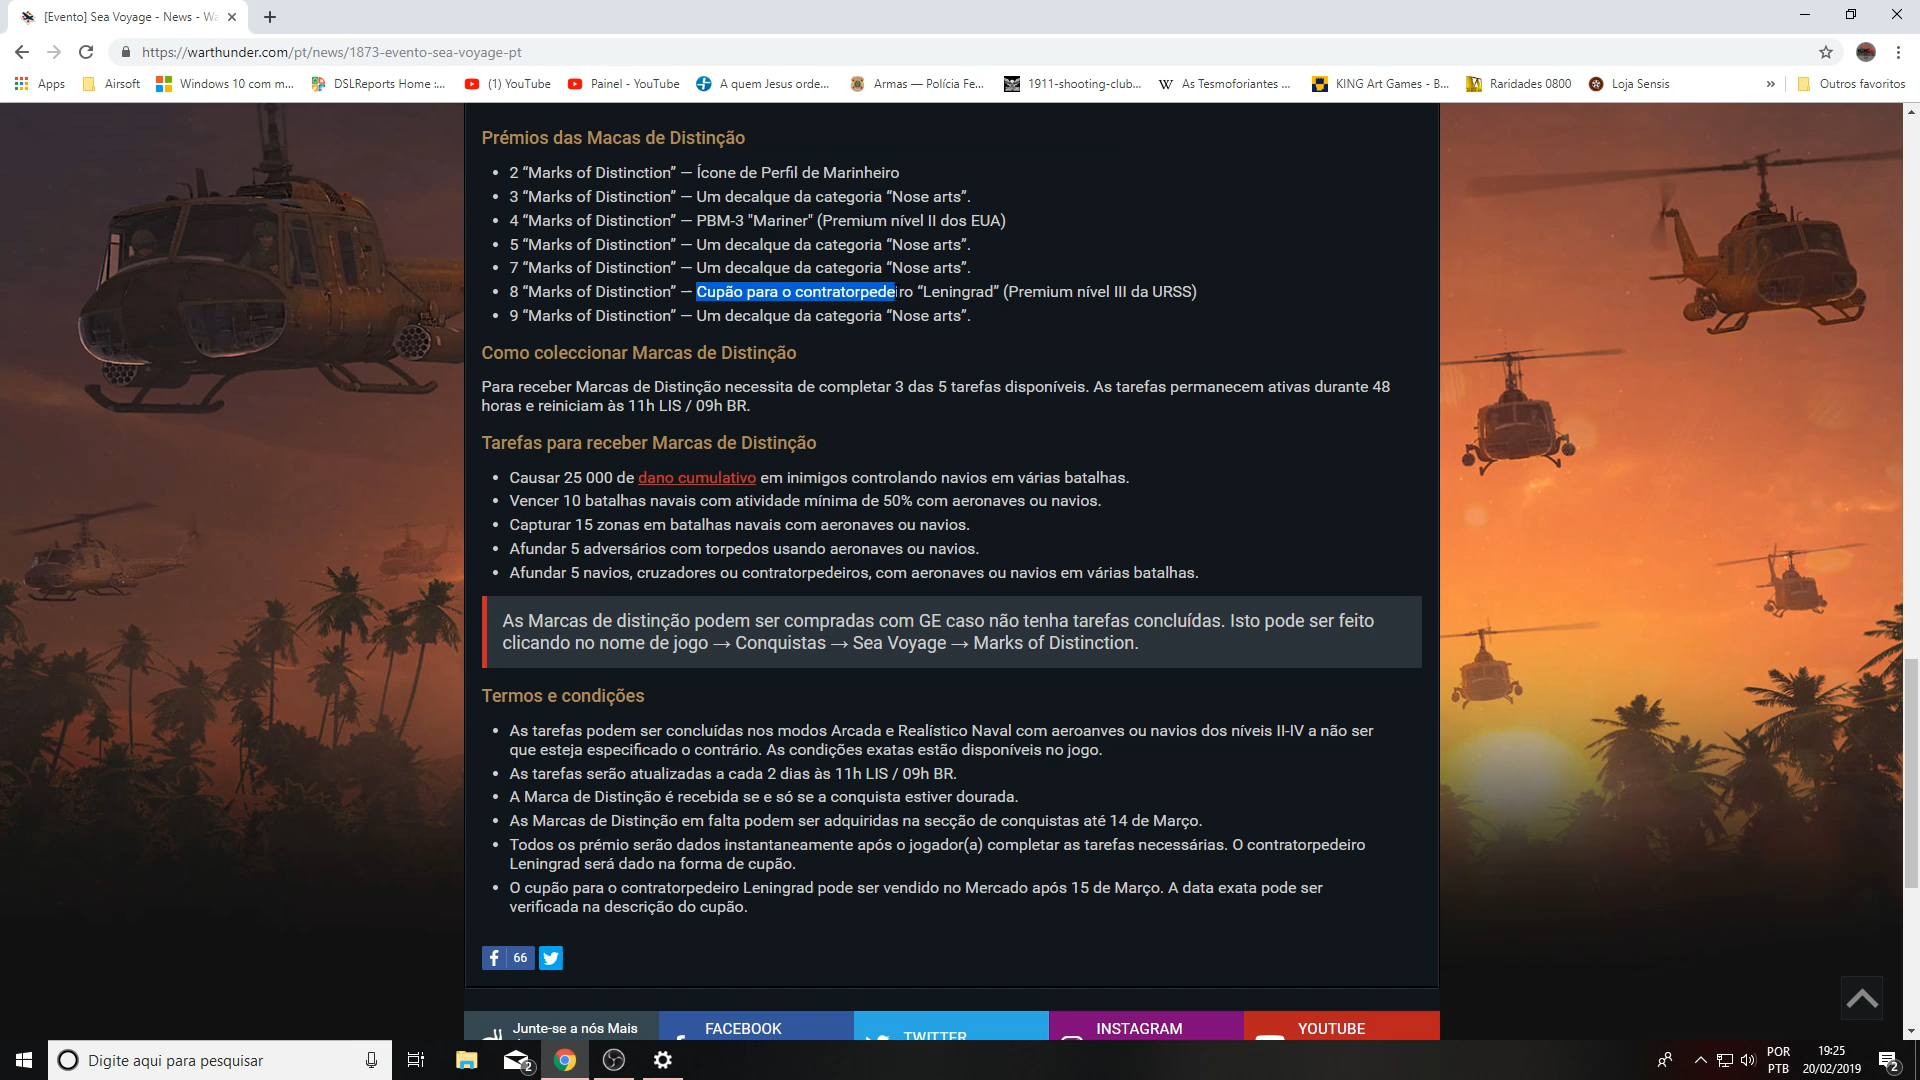 [Evento] Sea Voyage - News - Wa
https://warthunder.com/pt/news/1873-evento-sea-voyage-pt
Apps Airsoft Windows 10 com m... DSLReports Home :... (1) YouTube Painel - YouTube A quem Jesus orde... Armas — Polícia Fe... 1911-shooting-club... As Tesmoforiantes ... KING Art Games - B... Raridades 0800 Loja Sensis » Outros favoritos
Prémios das Macas de Distinção
• 2 “Marks of Distinction” — Ícone de Perfil de Marinheiro
• 3 “Marks of Distinction” — Um decalque da categoria “Nose arts”.
• 4 “Marks of Distinction” — PBM-3 "Mariner" (Premium nível II dos EUA)
• 5 “Marks of Distinction” — Um decalque da categoria “Nose arts”.
• 7 “Marks of Distinction” — Um decalque da categoria “Nose arts”.
• 8 “Marks of Distinction” — Cupão para o contratorpedeiro “Leningrad” (Premium nível III da URSS)
• 9 “Marks of Distinction” — Um decalque da categoria “Nose arts”.
Como coleccionar Marcas de Distinção
Para receber Marcas de Distinção necessita de completar 3 das 5 tarefas disponíveis. As tarefas permanecem ativas durante 48
horas e reiniciam às 11h LIS / 09h BR.
Tarefas para receber Marcas de Distinção
• Causar 25 000 de dano cumulativo em inimigos controlando navios em várias batalhas.
• Vencer 10 batalhas navais com atividade mínima de 50% com aeronaves ou navios.
• Capturar 15 zonas em batalhas navais com aeronaves ou navios.
• Afundar 5 adversários com torpedos usando aeronaves ou navios.
• Afundar 5 navios, cruzadores ou contratorpedeiros, com aeronaves ou navios em várias batalhas.
As Marcas de distinção podem ser compradas com GE caso não tenha tarefas concluídas. Isto pode ser feito
clicando no nome de jogo → Conquistas → Sea Voyage → Marks of Distinction.
Termos e condições
• As tarefas podem ser concluídas nos modos Arcada e Realístico Naval com aeroanves ou navios dos níveis II-IV a não ser
que esteja especificado o contrário. As condições exatas estão disponíveis no jogo.
• As tarefas serão atualizadas a cada 2 dias às 11h LIS / 09h BR.
• A Marca de Distinção é recebida se e só se a conquista estiver dourada.
• As Marcas de Distinção em falta podem ser adquiridas na secção de conquistas até 14 de Março.
• Todos os prémio serão dados instantaneamente após o jogador(a) completar as tarefas necessárias. O contratorpedeiro
Leningrad será dado na forma de cupão.
• O cupão para o contratorpedeiro Leningrad pode ser vendido no Mercado após 15 de Março. A data exata pode ser
verificada na descrição do cupão.
66
Junte-se a nós Mais FACEBOOK TWITTER INSTAGRAM YOUTUBE
Digite aqui para pesquisar 2 POR 19:25
PTB 20/02/2019 2